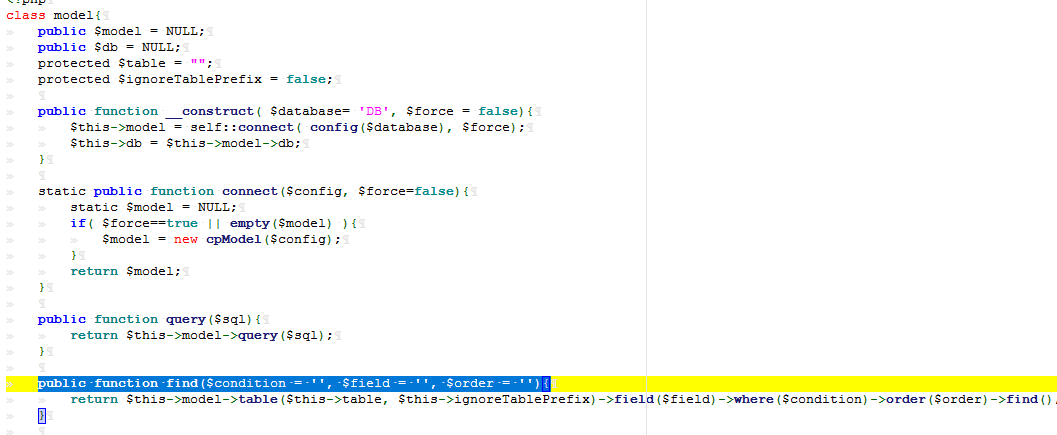 <?php
class model{
public $model = NULL;
public $db = NULL;
protected $table = "";
protected $ignoreTablePrefix = false;
public function __construct( $database= 'DB', $force = false){
$this->model = self::connect( config($database), $force);
$this->db = $this->model->db;
}
static public function connect($config, $force=false){
static $model = NULL;
if( $force==true || empty($model) ){
$model = new cpModel($config);
}
return $model;
}
public function query($sql){
return $this->model->query($sql);
}
public function find($condition = '', $field = '', $order = ''){
return $this->model->table($this->table, $this->ignoreTablePrefix)->field($field)->where($condition)->order($order)->find()
}